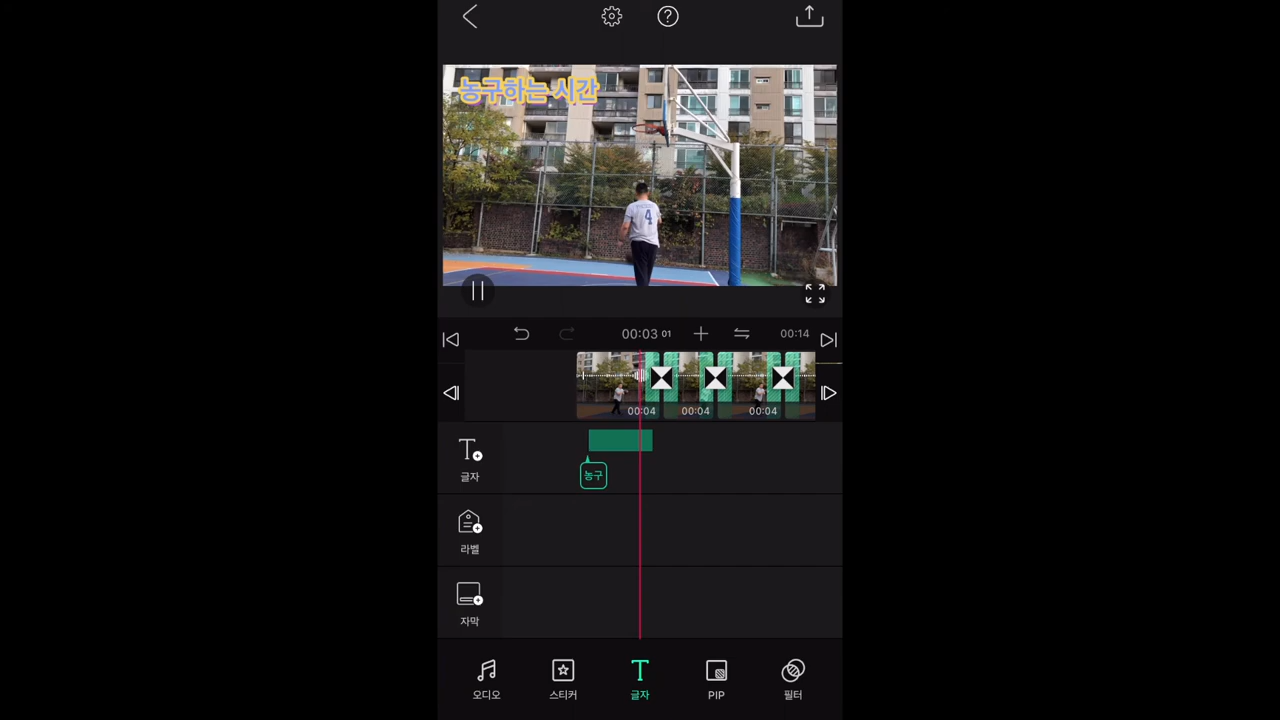 농구하는 시간
4
00:03 01
00:14
00:04
00:04
00:04
글자
농구
라벨
자막
오디오
스티커
글자
PIP
필터